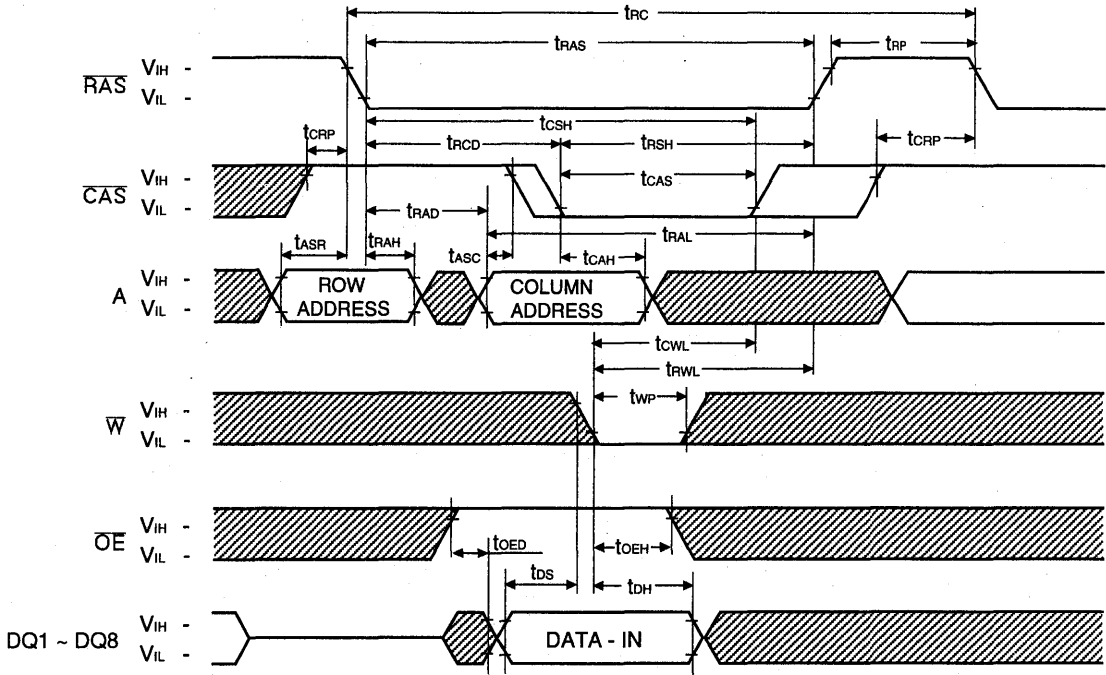 tRC
tRAS
tRP
RAS
VIH -
VIL -
tCRP
tCSH
tRCD
tRSH
tCRP
CAS
VIH -
VIL -
tCAS
tRAD
tRAL
tASR
tRAH
tASC
tCAH
A
VIH -
VIL -
ROW
ADDRESS
COLUMN
ADDRESS
tCWL
tRWL
tWP
W
VIH -
VIL -
OE
VIH -
VIL -
tOED
tOEH
tDS
tDH
DQ1 ~ DQ8
VIH -
VIL -
DATA - IN